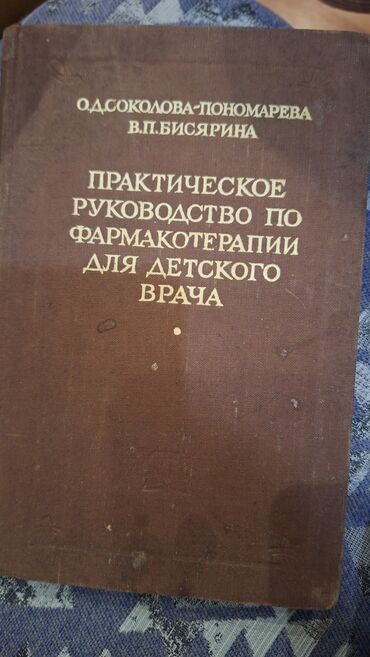 О.Д.СОКОЛОВА-ПОНОМАРЕВА
В.П.БИСЯРИНА
ПРАКТИЧЕСКОЕ
РУКОВОДСТВО ПО
ФАРМАКОТЕРАПИИ
ДЛЯ ДЕТСКОГО
ВРАЧА